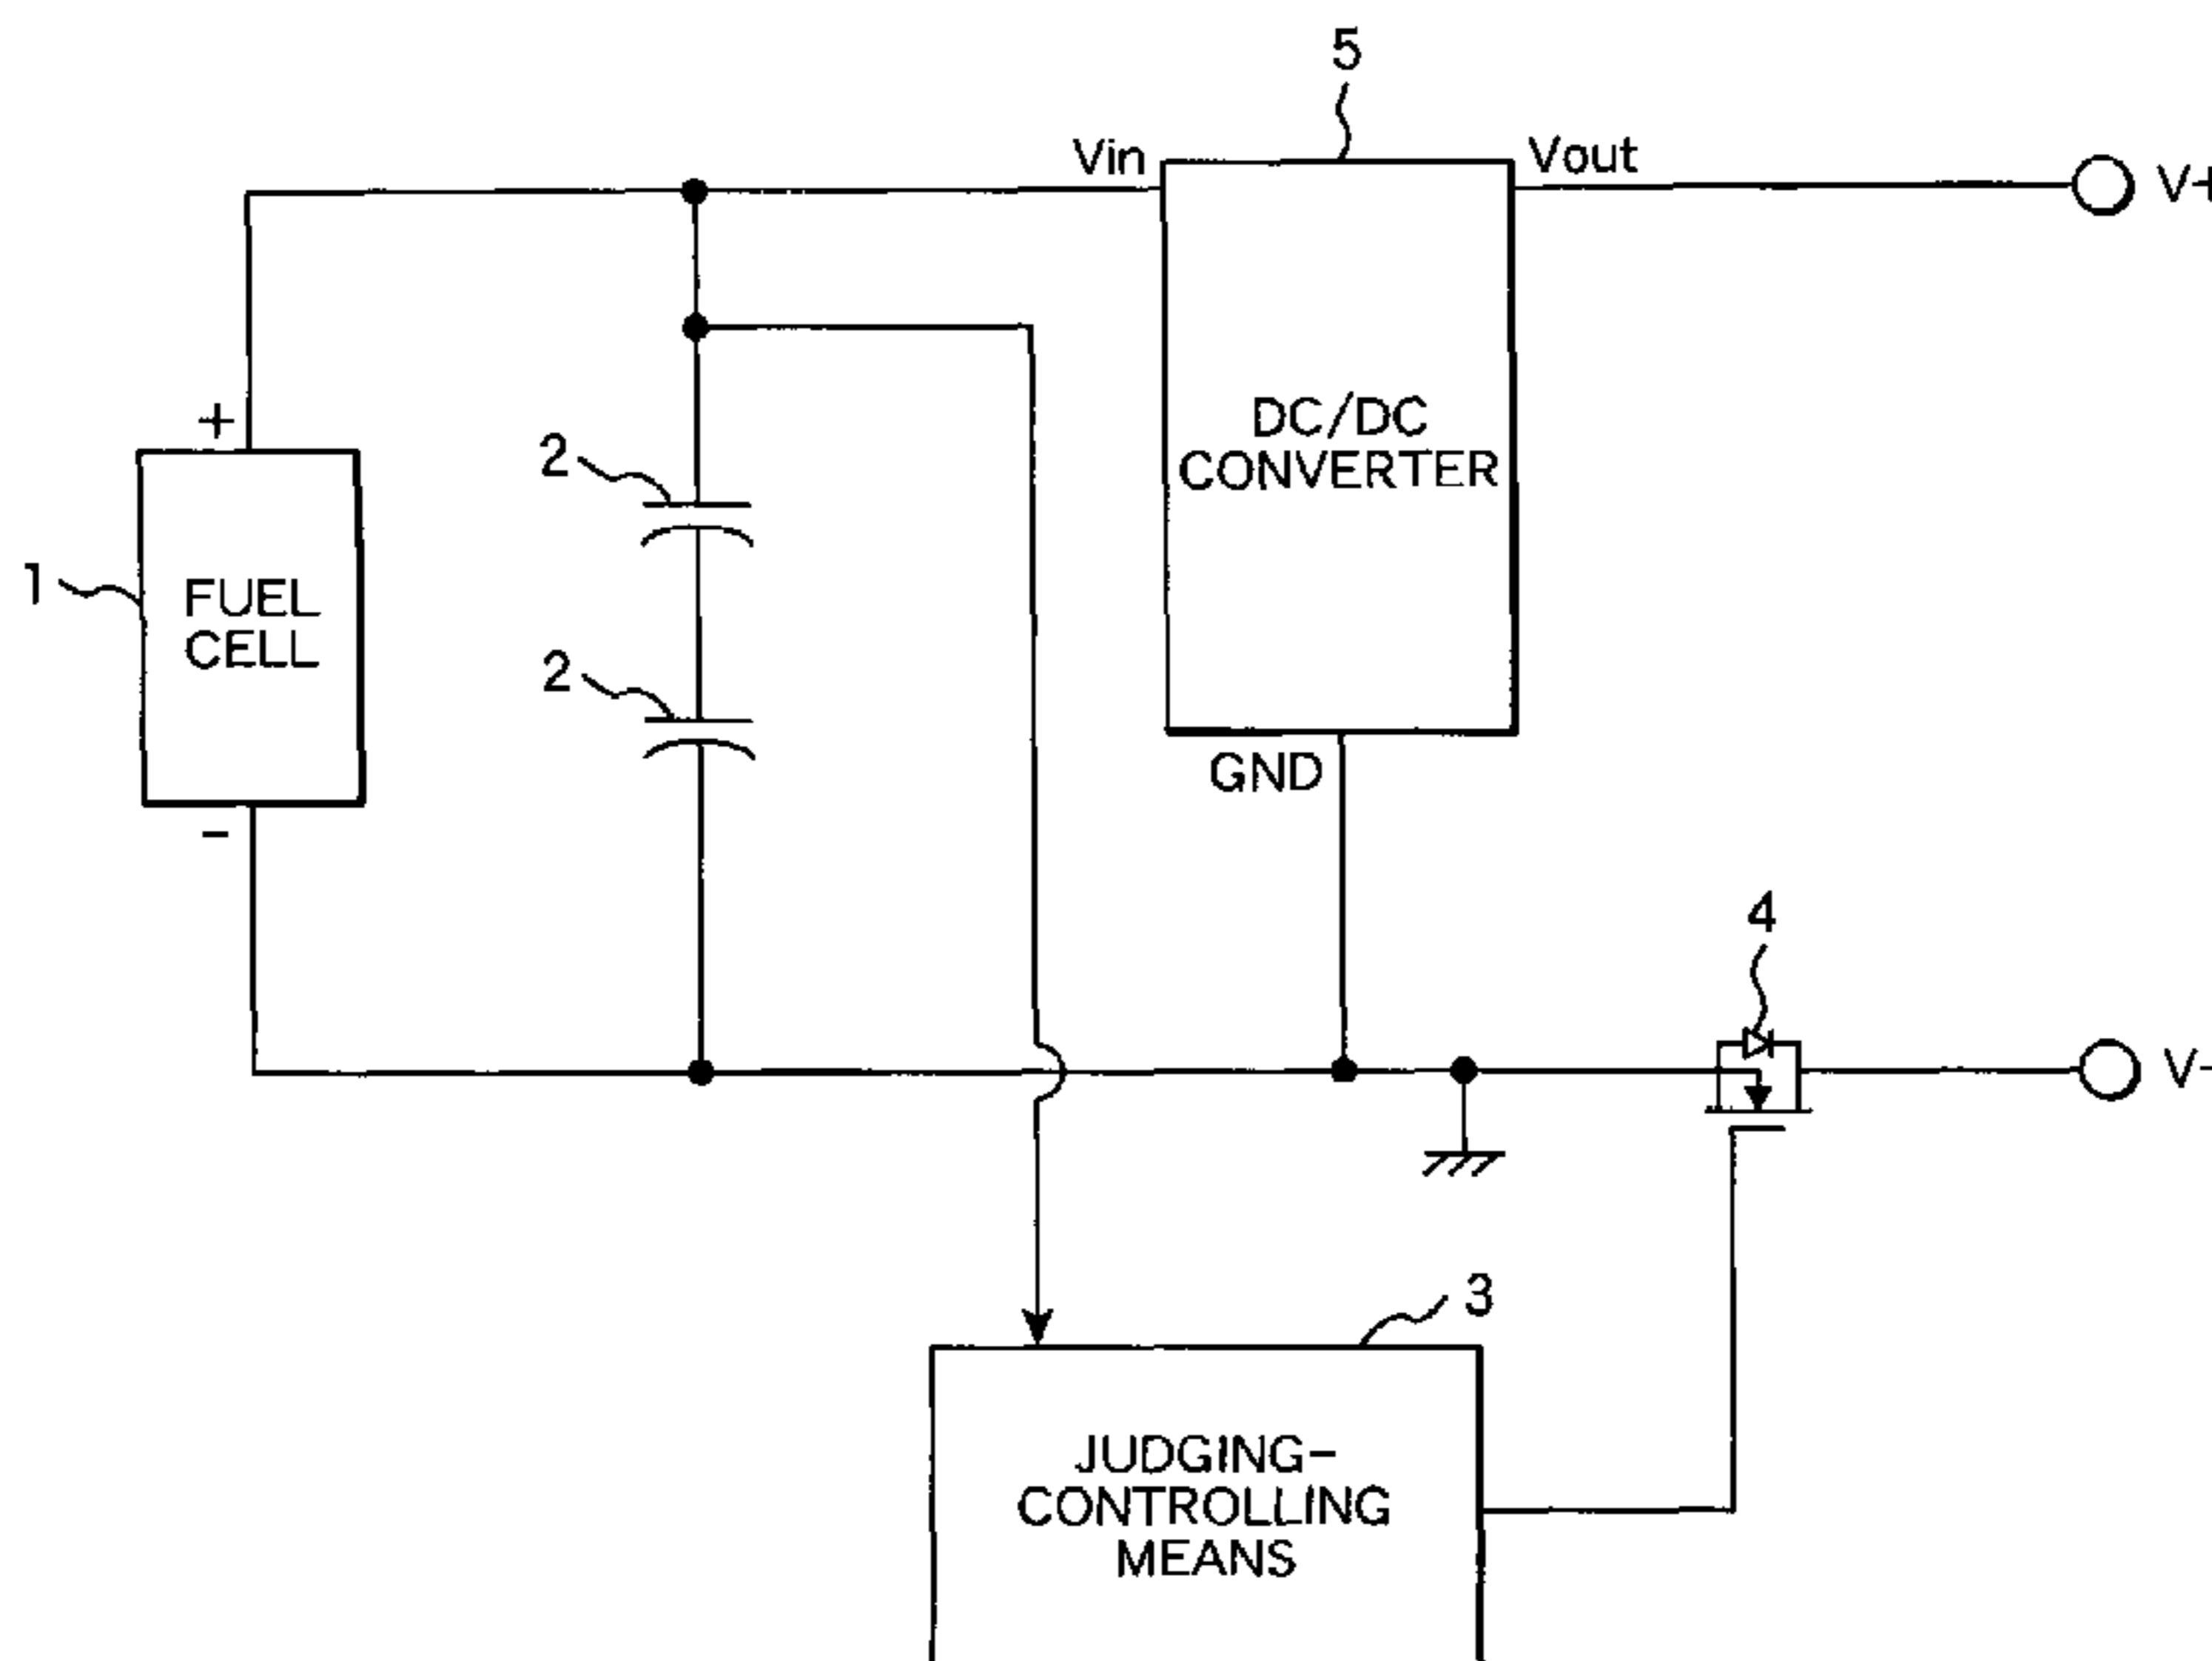 5
Vin
Vout
V+
DC/DC
CONVERTER
+
2
1
FUEL
CELL
2
GND
-
4
V-
3
JUDGING-
CONTROLLING
MEANS